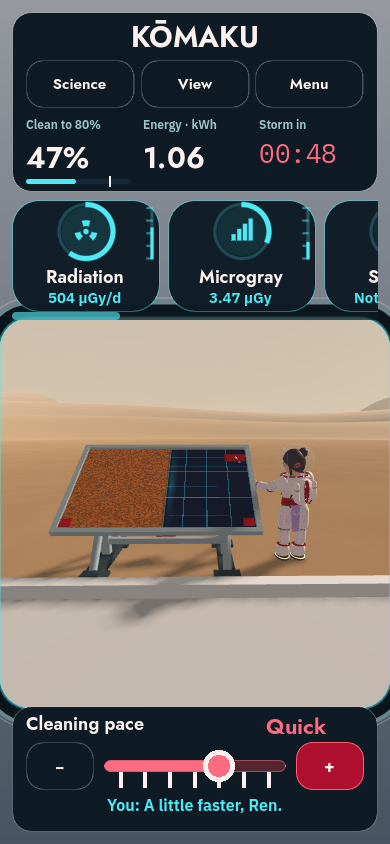 KŌMAKU
Science View Menu
Clean to 80% Energy · kWh Storm in
47% 1.06 00:48
Radiation Microgray S
504 μGy/d 3.47 μGy Not
Cleaning pace Quick
- +
You: A little faster, Ren.